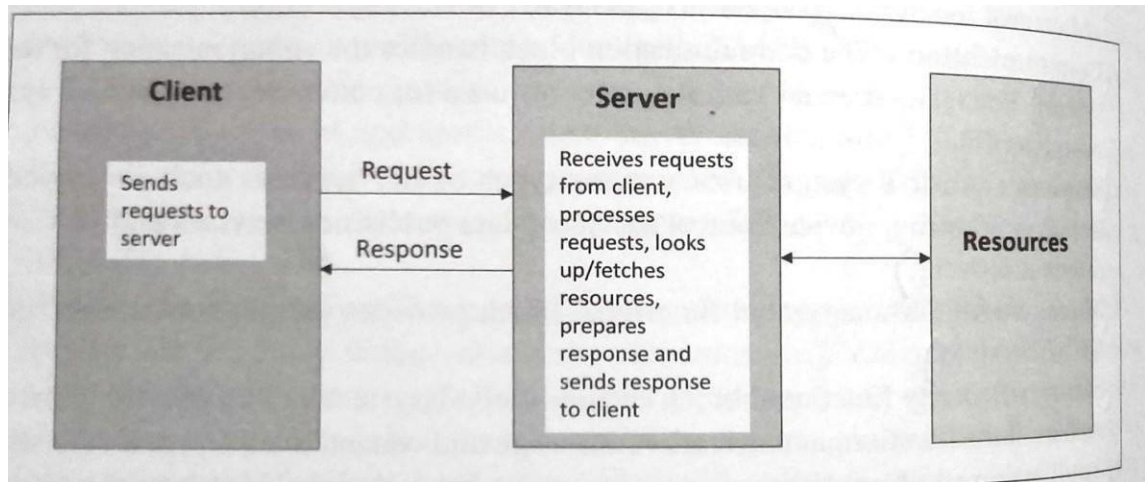 Client
Sends
requests to
server
Request
Response
Server
Receives requests
from client,
processes
requests, looks
up/fetches
resources,
prepares
response and
sends response
to client
Resources